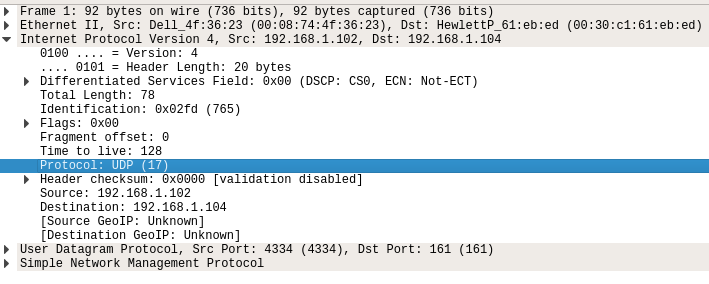 Frame 1: 92 bytes on wire (736 bits), 92 bytes captured (736 bits)
Ethernet II, Src: Dell_4f:36:23 (00:08:74:4f:36:23), Dst: HewlettP_61:eb:ed (00:30:c1:61:eb:ed)
Internet Protocol Version 4, Src: 192.168.1.102, Dst: 192.168.1.104
0100 .... = Version: 4
.... 0101 = Header Length: 20 bytes
Differentiated Services Field: 0x00 (DSCP: CS0, ECN: Not-ECT)
Total Length: 78
Identification: 0x02fd (765)
Flags: 0x00
Fragment offset: 0
Time to live: 128
Protocol: UDP (17)
Header checksum: 0x0000 [validation disabled]
Source: 192.168.1.102
Destination: 192.168.1.104
[Source GeoIP: Unknown]
[Destination GeoIP: Unknown]
User Datagram Protocol, Src Port: 4334 (4334), Dst Port: 161 (161)
Simple Network Management Protocol